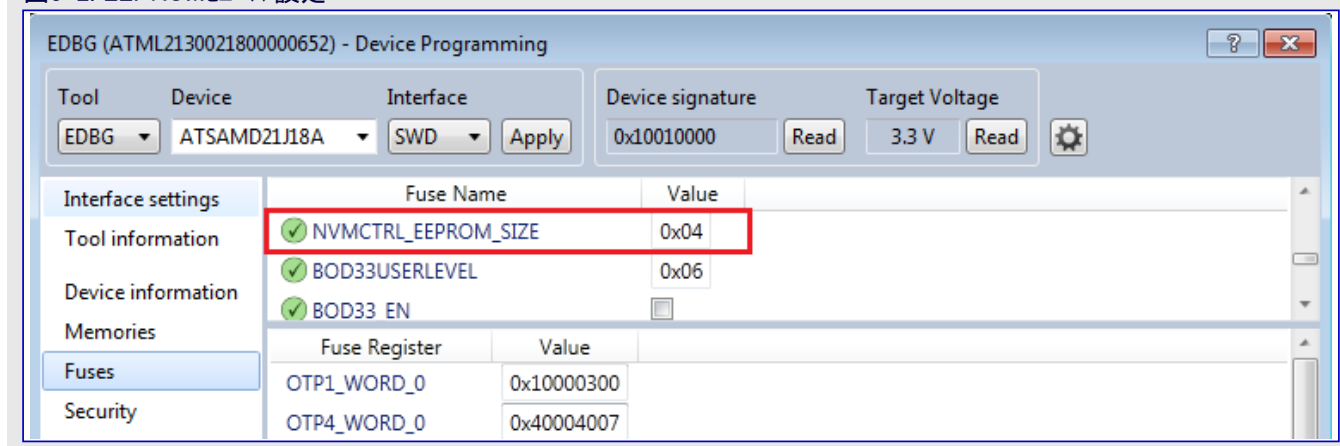 EDBG (ATML2130021800000652) - Device Programming
Tool Device Interface Device signature Target Voltage
EDBG ATSAMD21J18A SWD Apply 0x10010000 Read 3.3 V Read
Interface settings
Tool information
Device information
Memories
Fuses
Security
Fuse Name Value
NVMCTRL_EEPROM_SIZE 0x04
BOD33USERLEVEL 0x06
BOD33_EN
Fuse Register Value
OTP1_WORD_0 0x10000300
OTP4_WORD_0 0x40004007